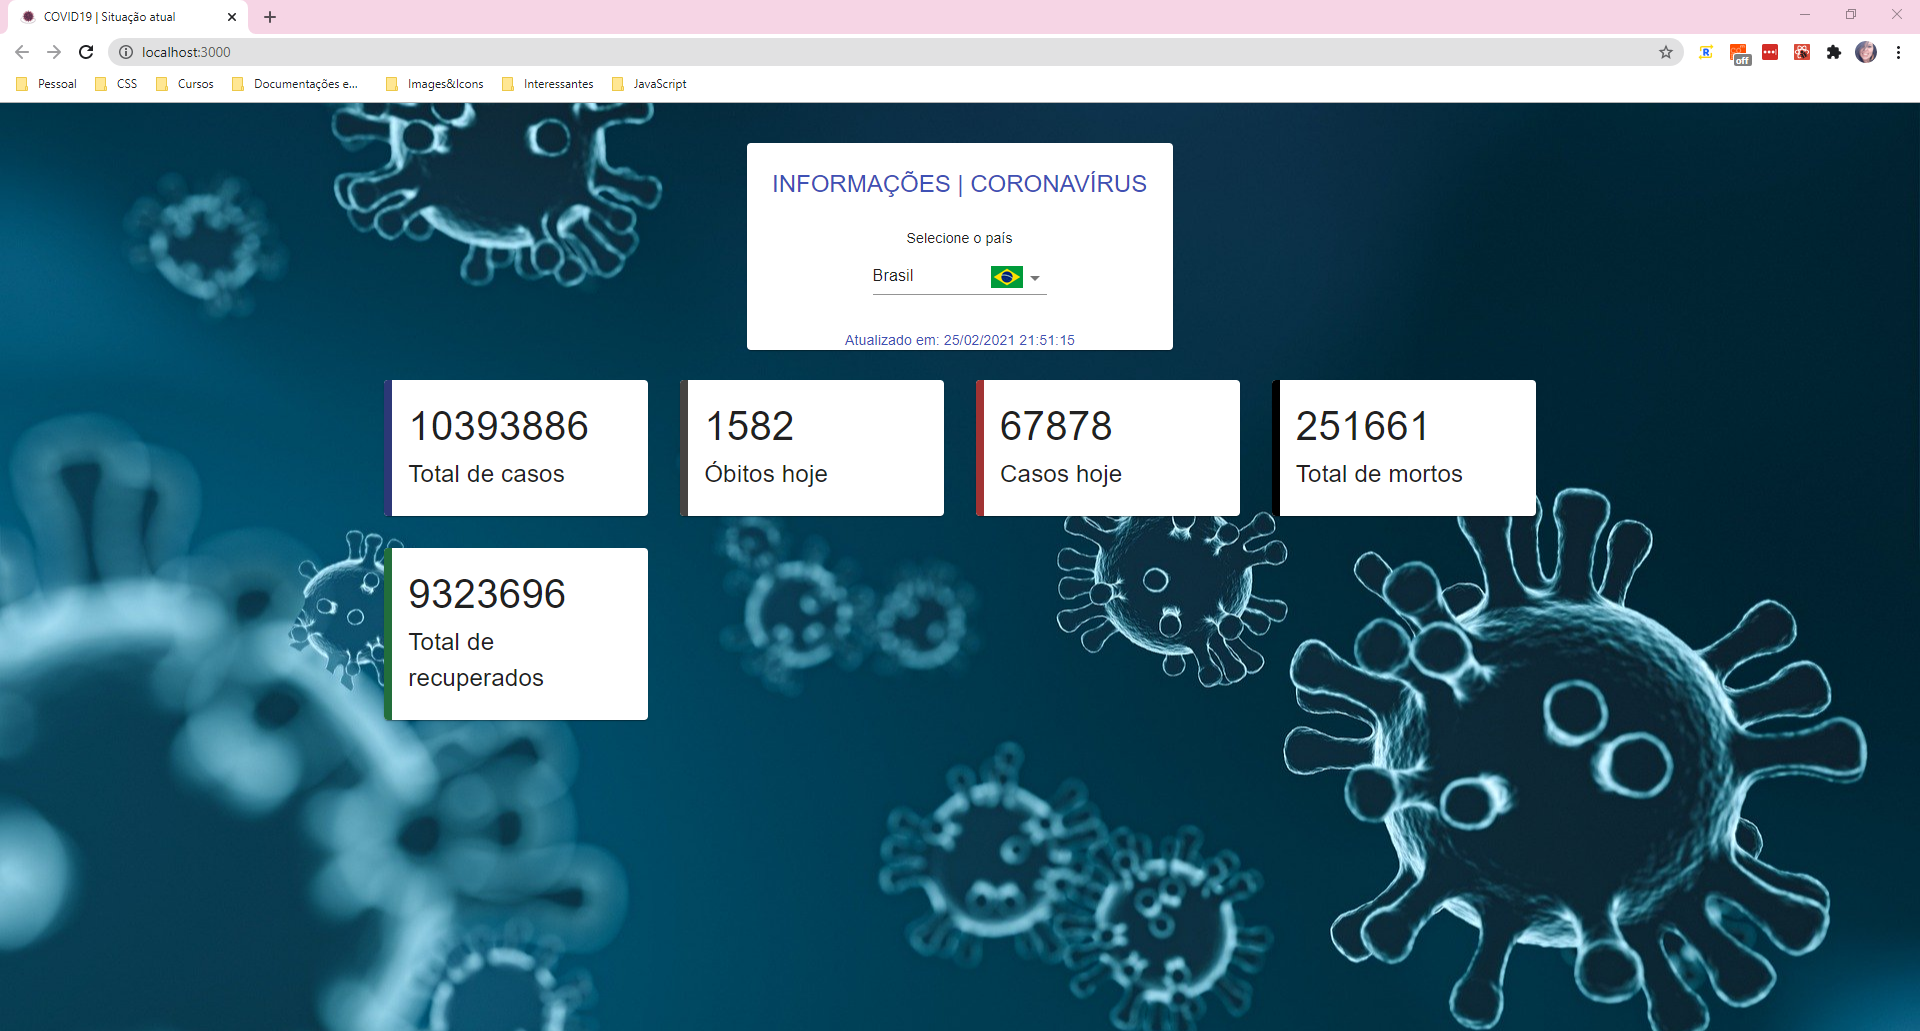 COVID19 | Situação atual
localhost:3000
off
Pessoal
CSS
Cursos
Documentações e...
Images&Icons
Interessantes
JavaScript
INFORMAÇÕES | CORONAVÍRUS
Selecione o país
Brasil
Atualizado em: 25/02/2021 21:51:15
10393886
Total de casos
1582
Óbitos hoje
67878
Casos hoje
251661
Total de mortos
9323696
Total de
recuperados